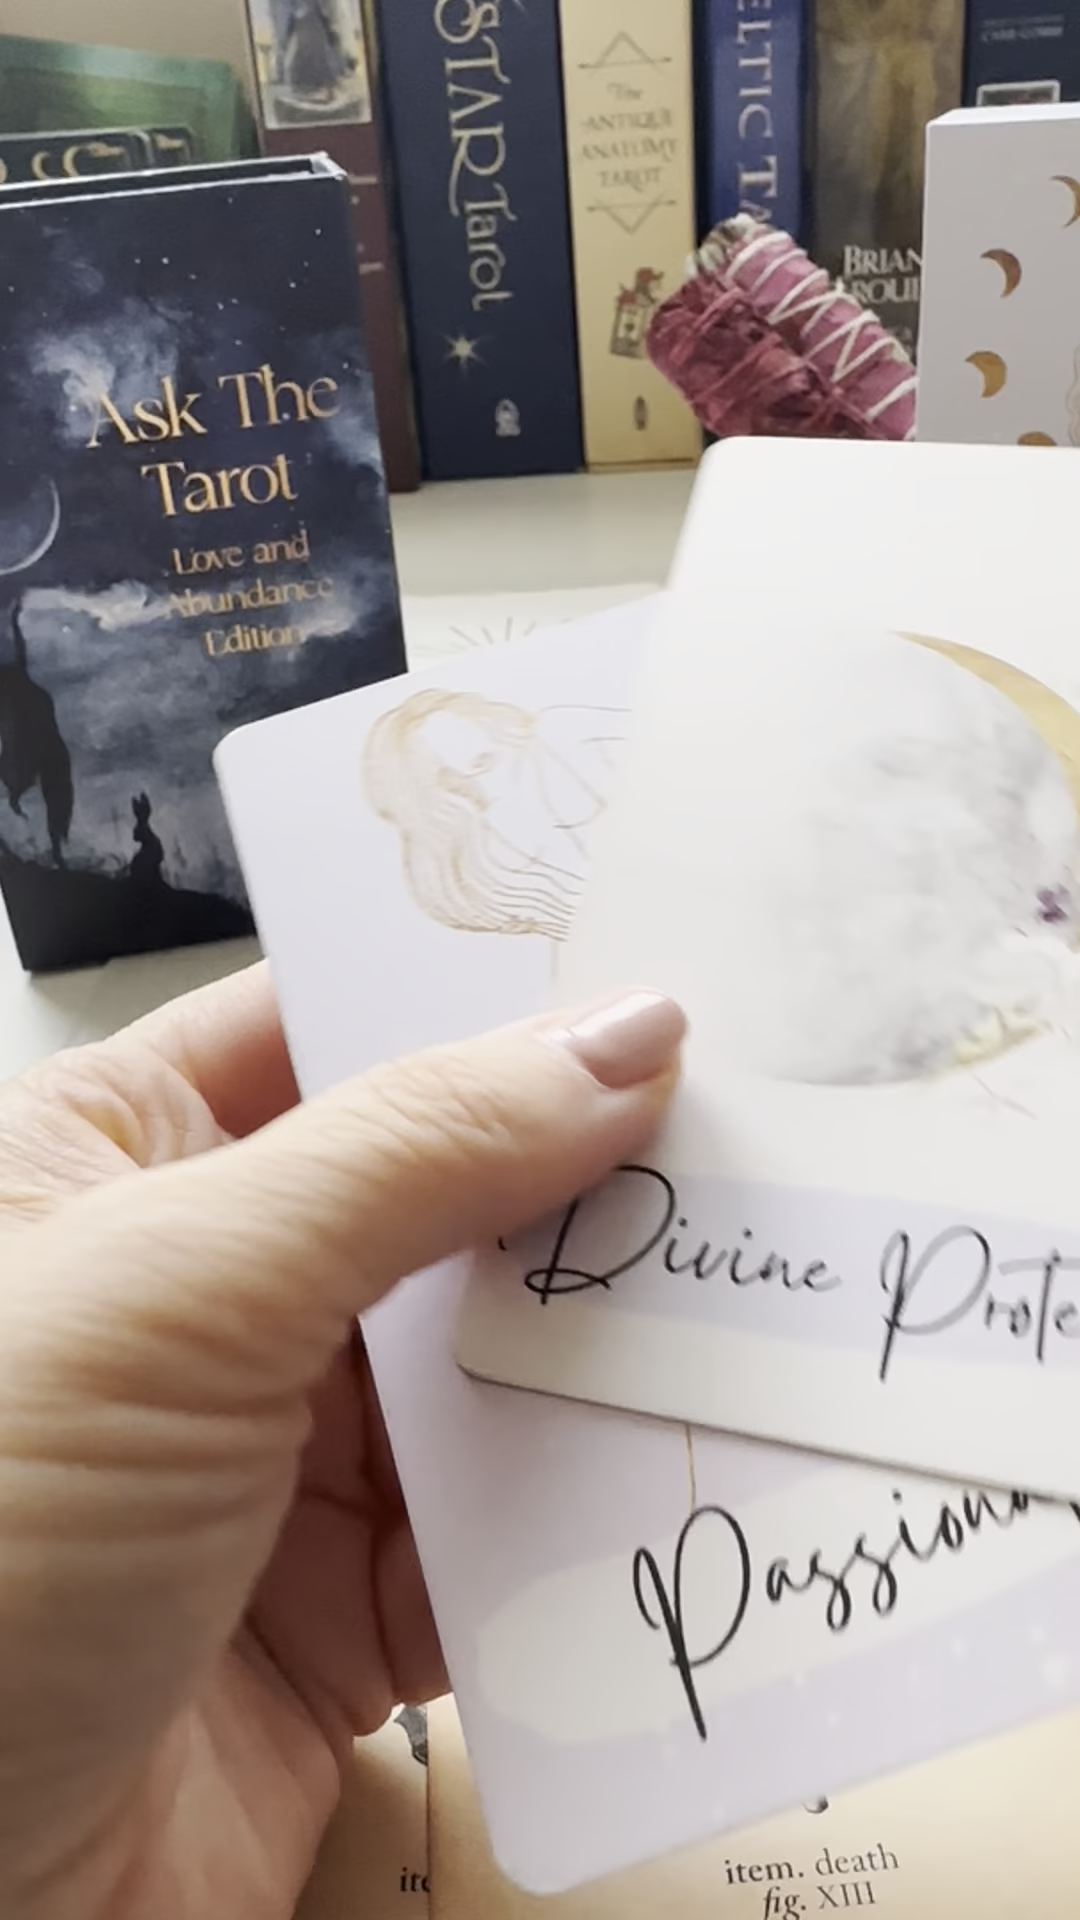 STAR Tarot
The
ANTIQUE
ANATOMY
TAROT
ELTIC TA
BRIAN
Ask The
Tarot
Love and
Abundance
Edition
Divine Prote
Passiona
ite
item. death
fig. XIII